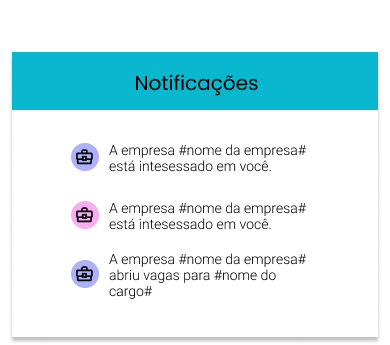 Notificações
A empresa #nome da empresa#
está intesessado em você.
A empresa #nome da empresa#
está intesessado em você.
A empresa #nome da empresa#
abriu vagas para #nome do
cargo#